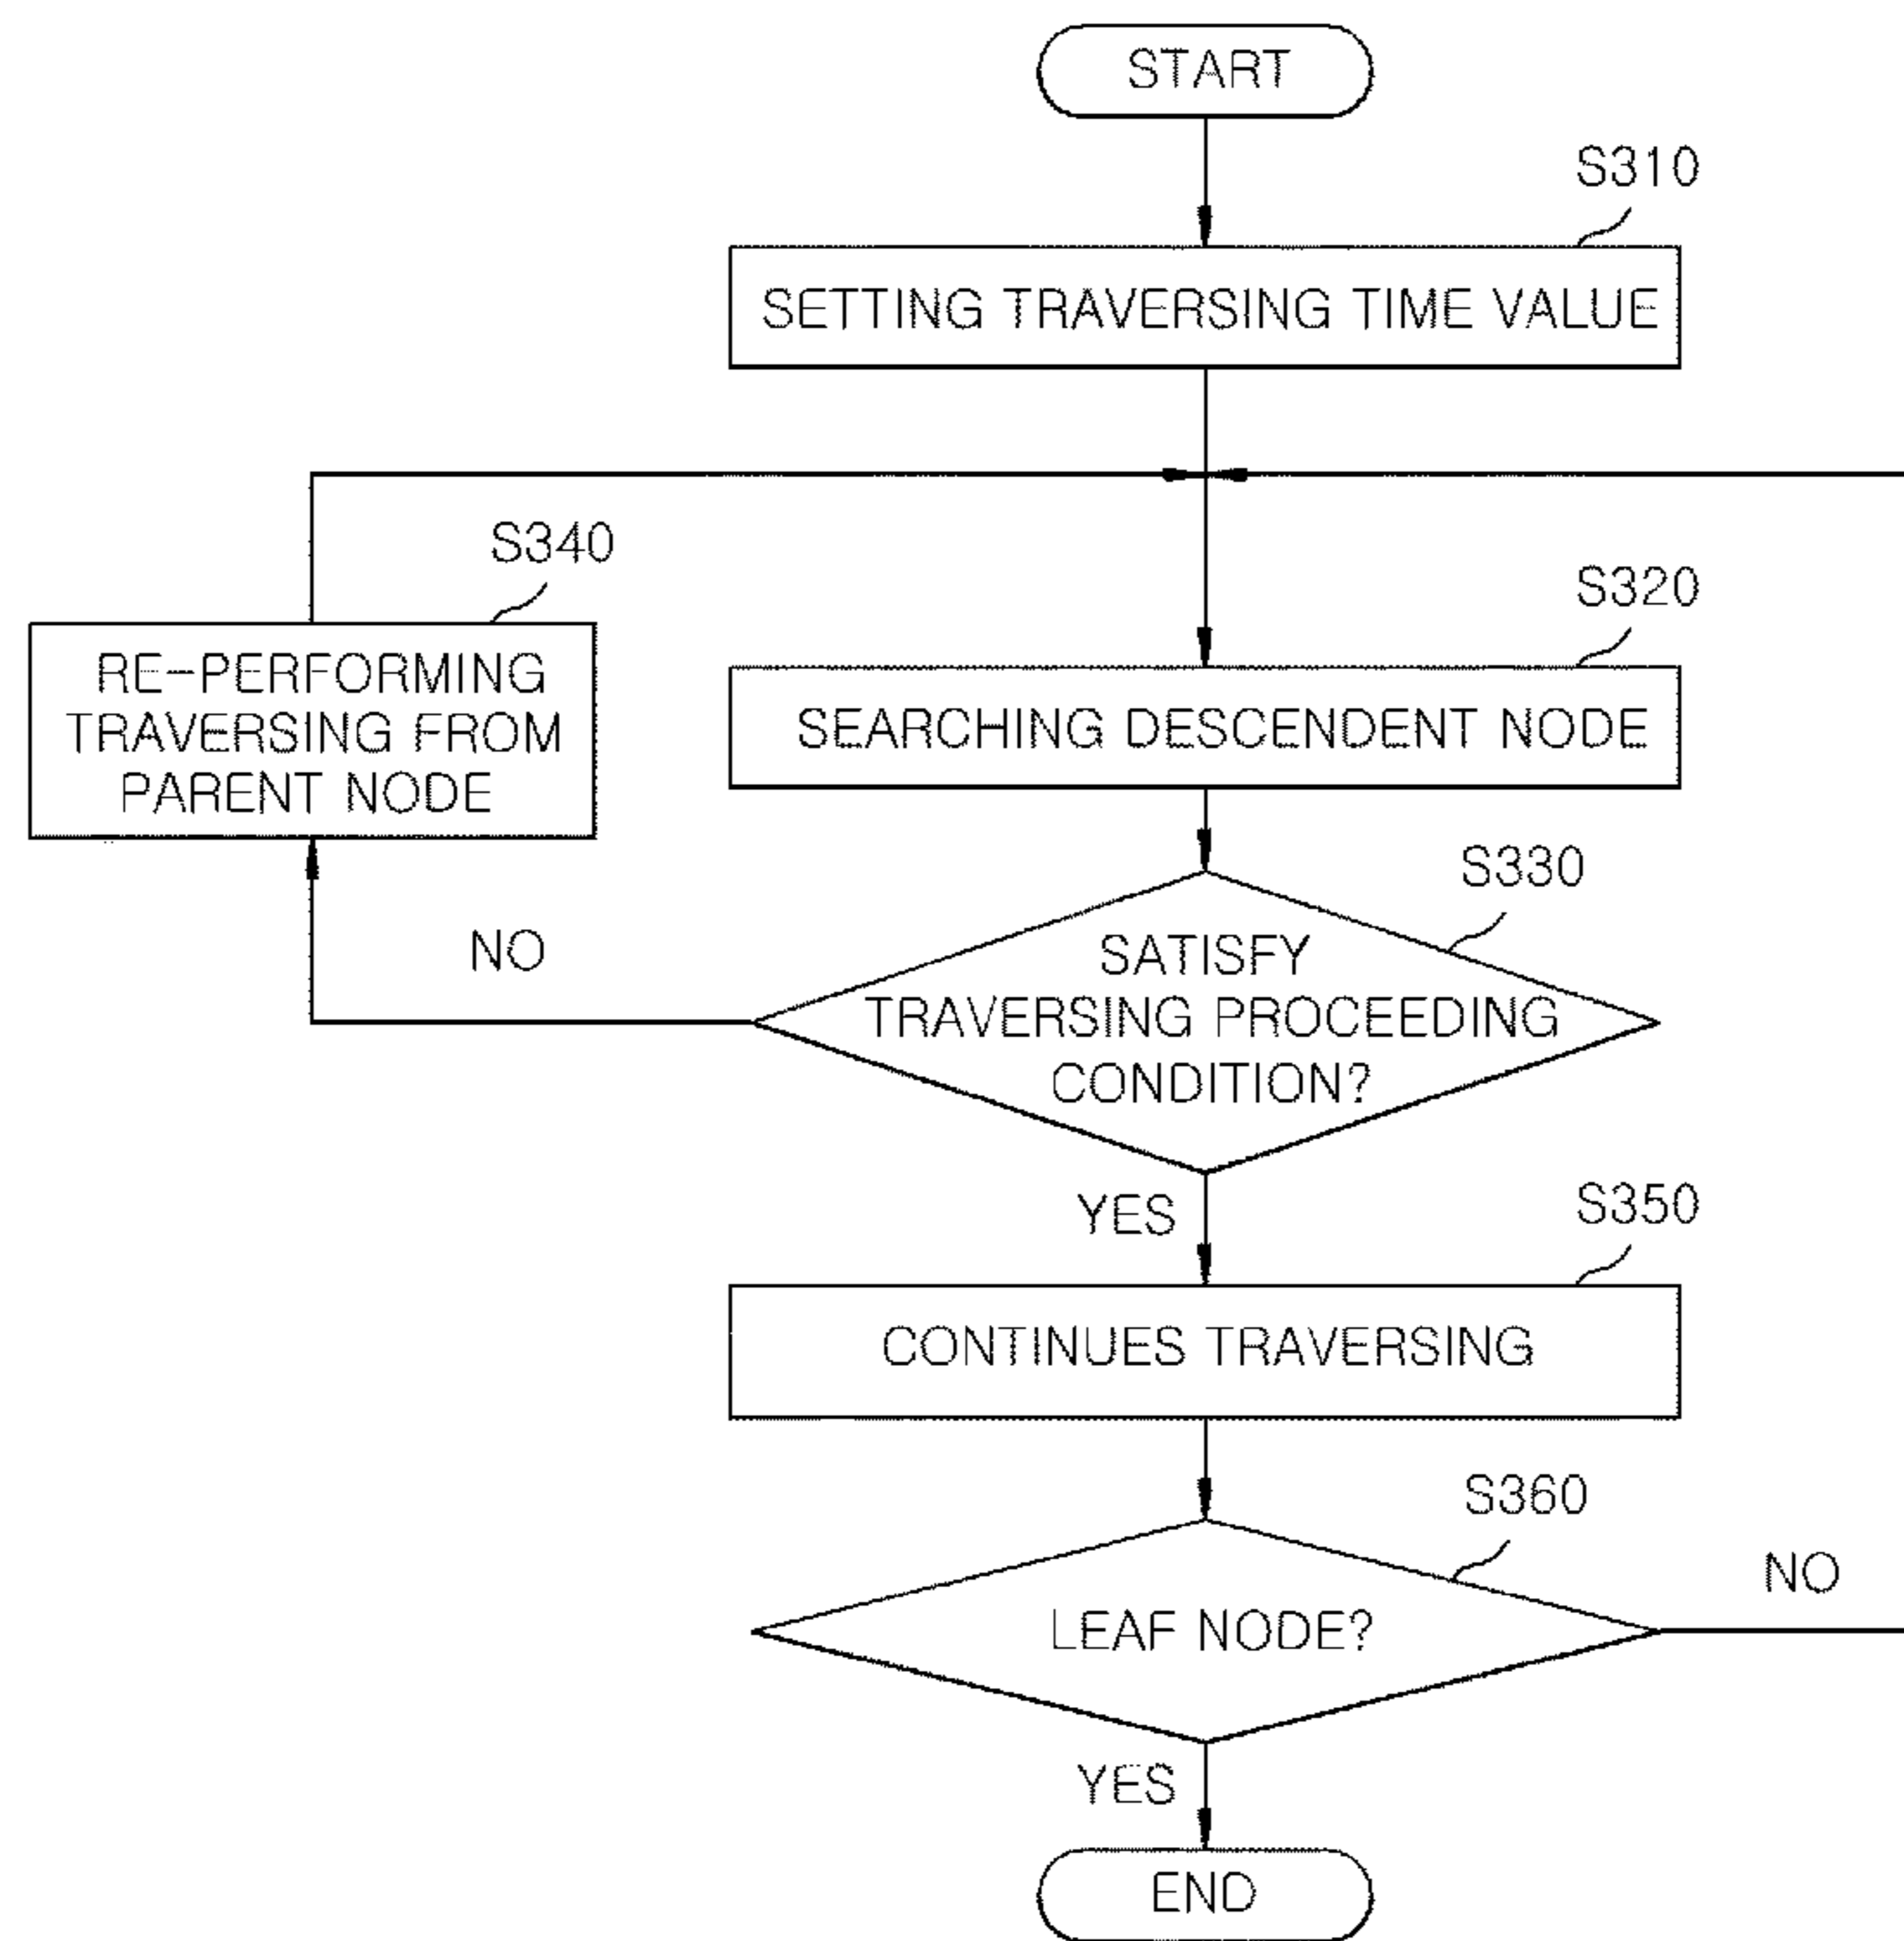 START
S310
SETTING TRAVERSING TIME VALUE
S340
S320
RE-PERFORMING
TRAVERSING FROM
PARENT NODE
SEARCHING DESCENDENT NODE
S330
NO
SATISFY
TRAVERSING PROCEEDING
CONDITION?
YES
S350
CONTINUES TRAVERSING
S360
NO
LEAF NODE?
YES
END